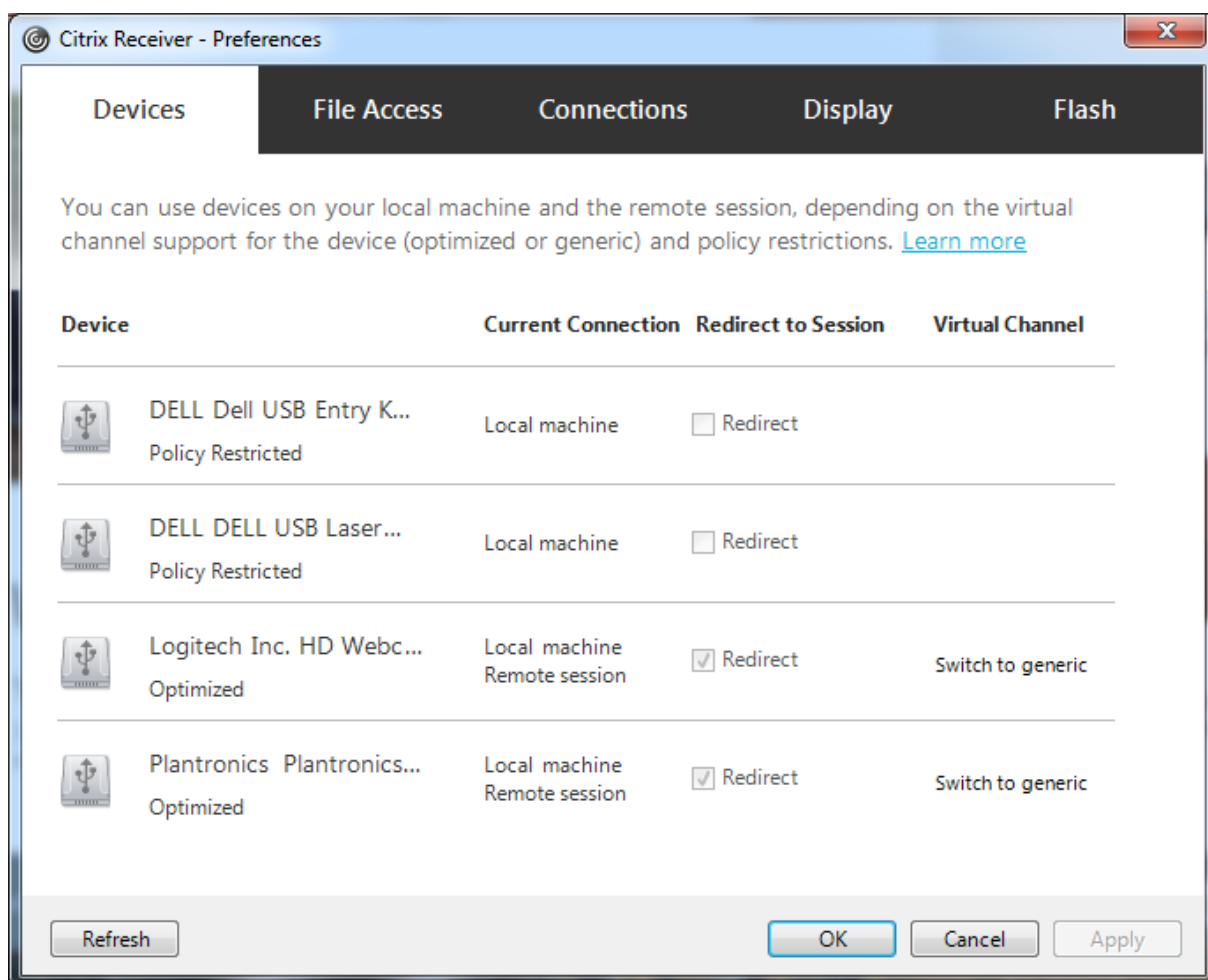 Citrix Receiver - Preferences
Devices File Access Connections Display Flash
You can use devices on your local machine and the remote session, depending on the virtual
channel support for the device (optimized or generic) and policy restrictions. Learn more
Device Current Connection Redirect to Session Virtual Channel
DELL Dell USB Entry K...
Policy Restricted
Local machine
Redirect
DELL DELL USB Laser...
Policy Restricted
Local machine
Redirect
Logitech Inc. HD Webc...
Optimized
Local machine
Remote session
Redirect
Switch to generic
Plantronics Plantronics...
Optimized
Local machine
Remote session
Redirect
Switch to generic
Refresh OK Cancel Apply